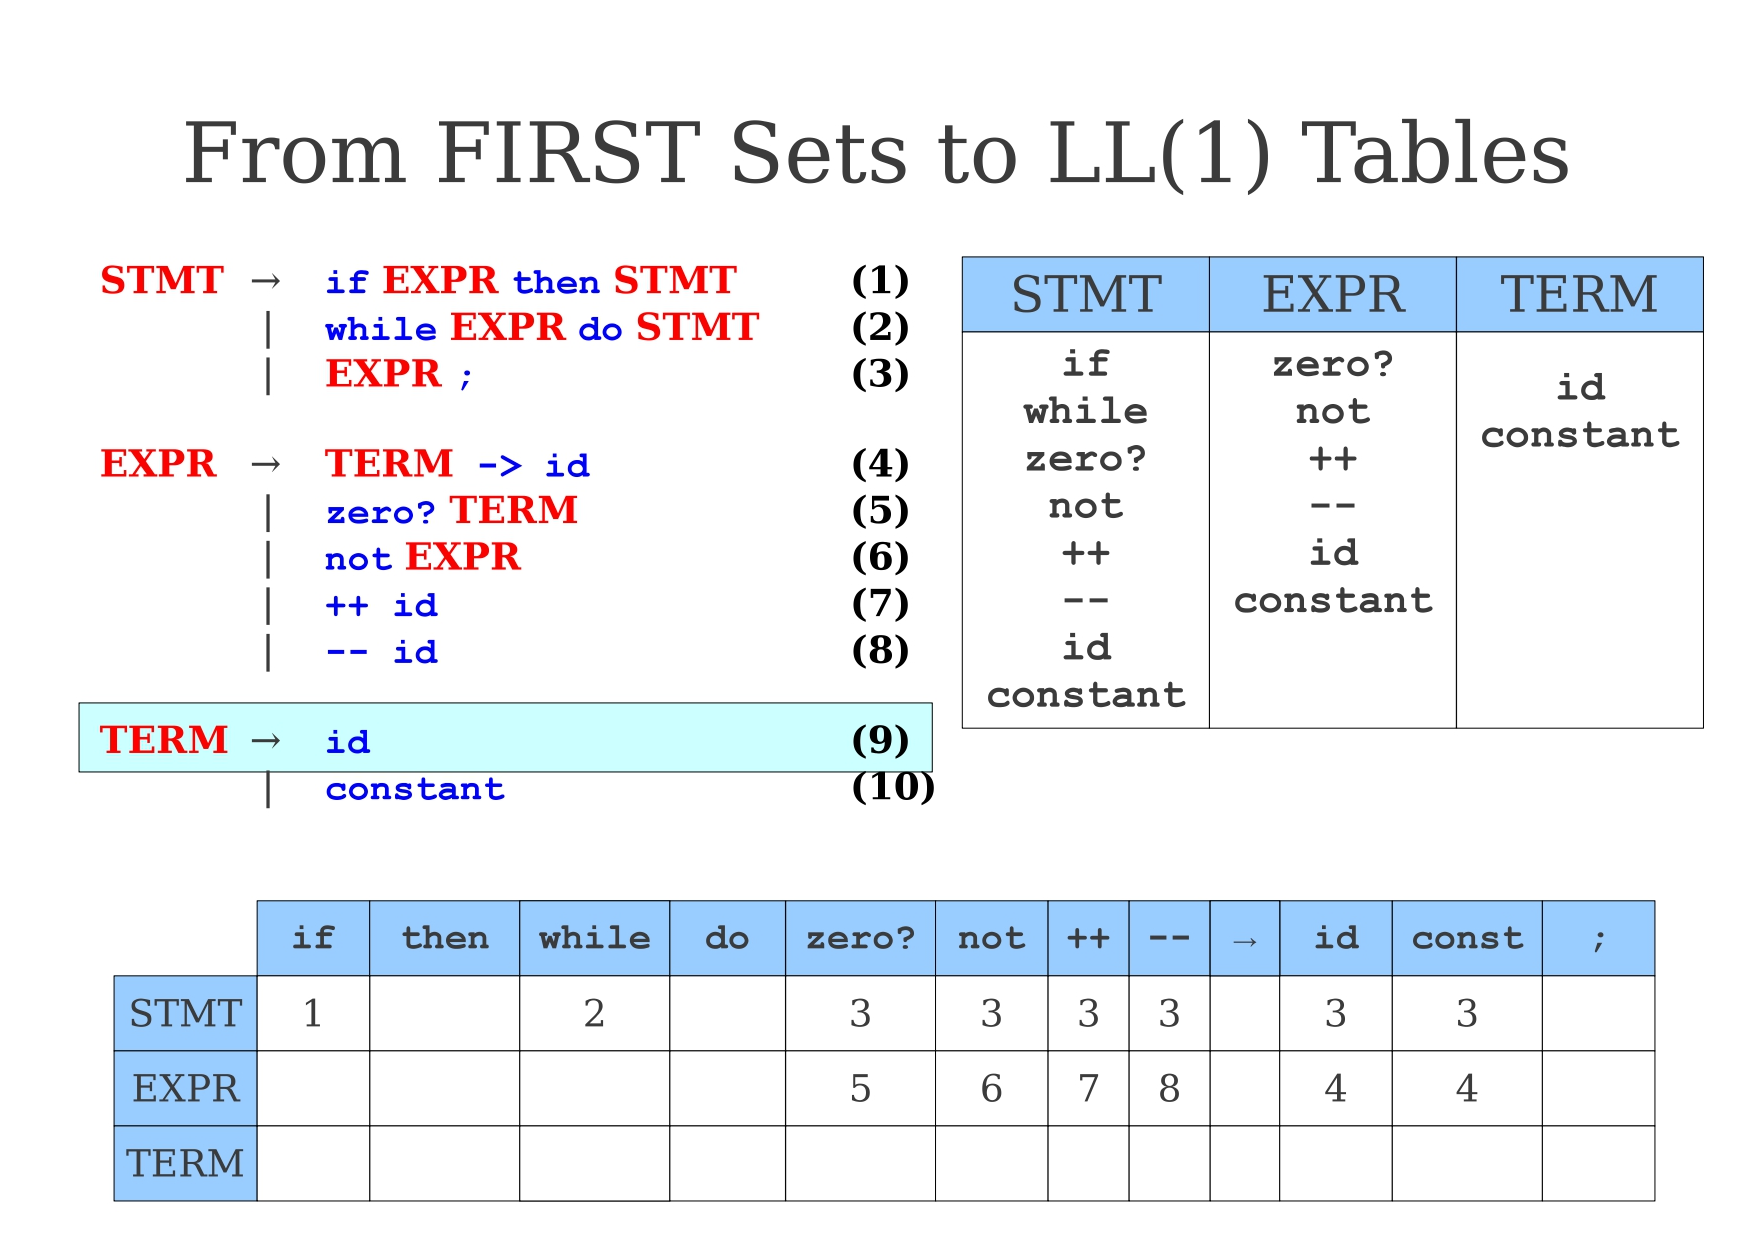 From FIRST Sets to LL(1) Tables
STMT → if EXPR then STMT (1)
| while EXPR do STMT (2)
| EXPR ; (3)
EXPR → TERM -> id (4)
| zero? TERM (5)
| not EXPR (6)
| ++ id (7)
| -- id (8)
TERM → id (9)
| constant (10)
STMT EXPR TERM
if zero? id
while not constant
zero? ++
not --
++ id
-- constant
id
constant
if then while do zero? not ++ -- → id const ;
STMT 1 2 3 3 3 3 3 3
EXPR 5 6 7 8 4 4
TERM